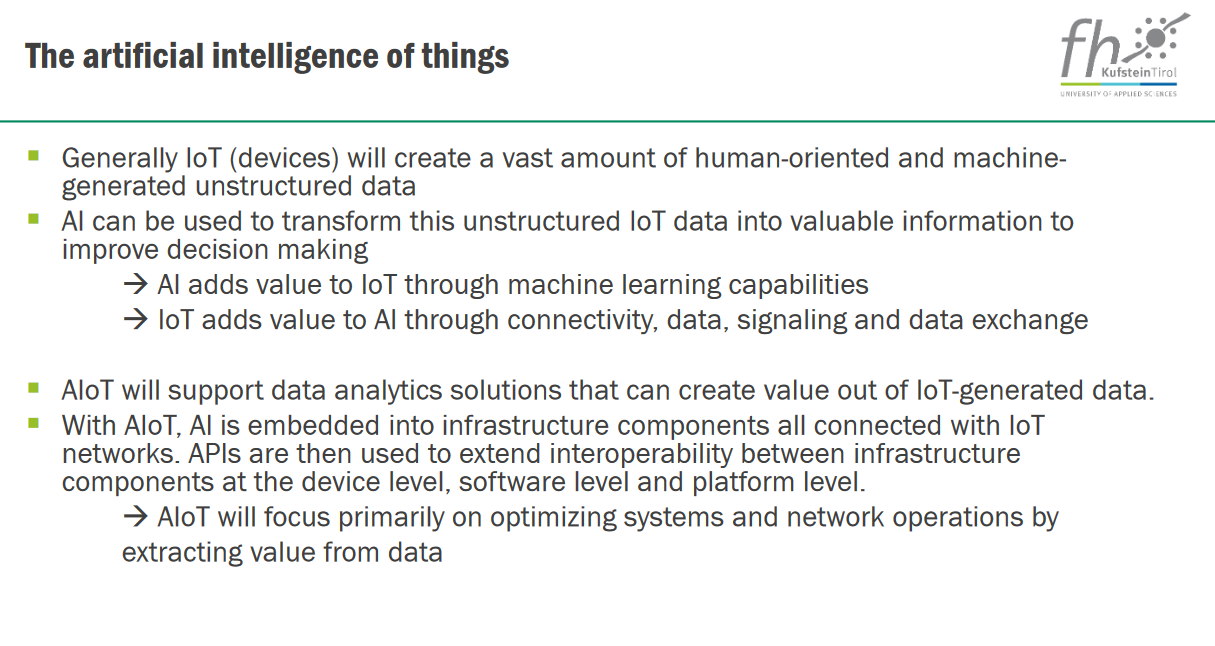 The artificial intelligence of things
fh
KufsteinTirol
UNIVERSITY OF APPLIED SCIENCES
Generally IoT (devices) will create a vast amount of human-oriented and machine-
generated unstructured data
AI can be used to transform this unstructured IoT data into valuable information to
improve decision making
→ AI adds value to IoT through machine learning capabilities
→ IoT adds value to AI through connectivity, data, signaling and data exchange
AIoT will support data analytics solutions that can create value out of IoT-generated data.
With AIoT, AI is embedded into infrastructure components all connected with IoT
networks. APIs are then used to extend interoperability between infrastructure
components at the device level, software level and platform level.
→ AIoT will focus primarily on optimizing systems and network operations by
extracting value from data